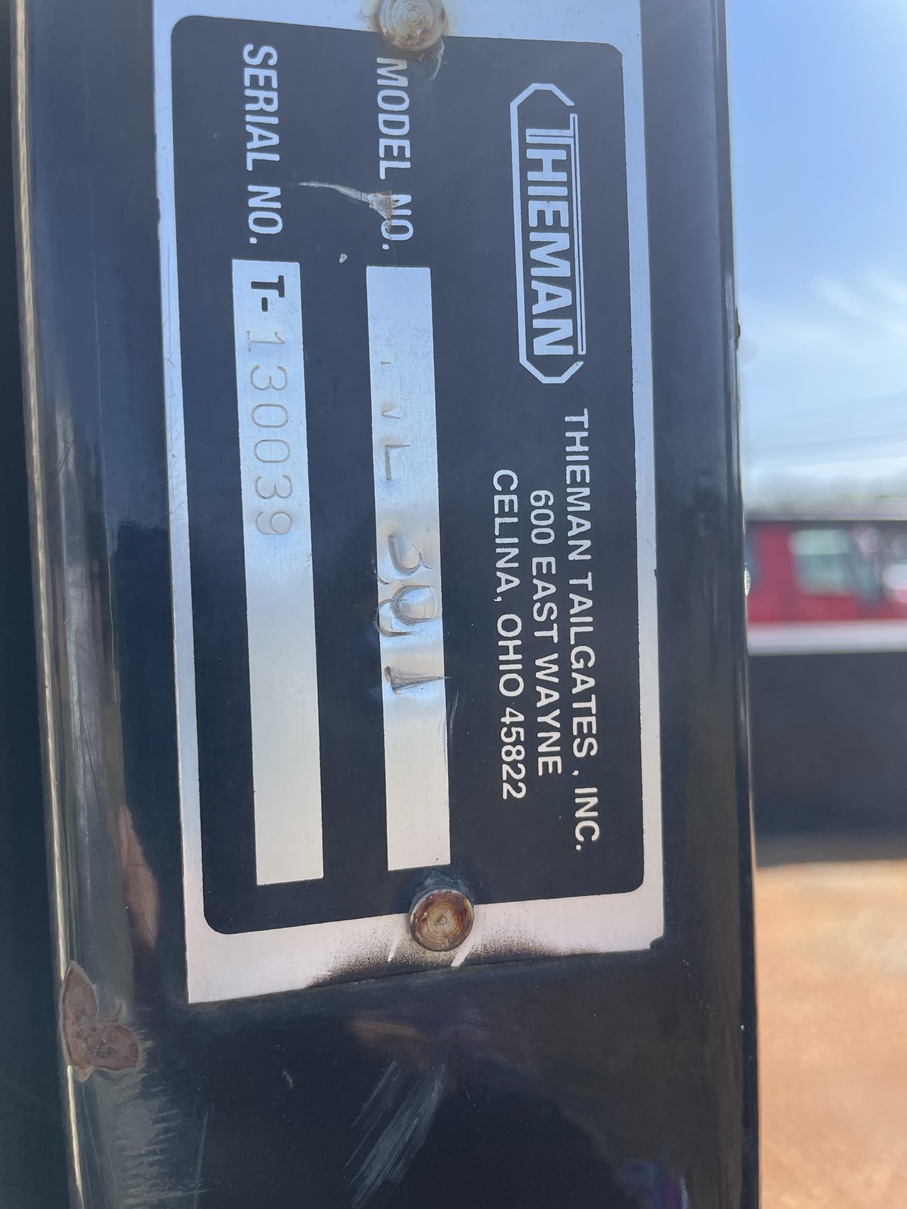 THIEMAN
THIEMAN TAILGATES, INC.
600 EAST WAYNE
CELINA, OHIO 45822
MODEL NO.
SERIAL NO. T-130039